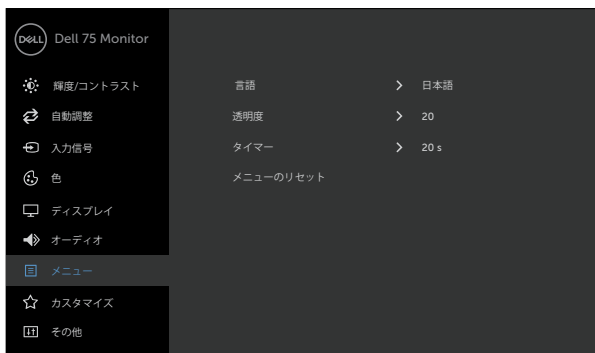 DELL Dell 75 Monitor
輝度/コントラスト
自動調整
入力信号
色
ディスプレイ
オーディオ
メニュー
カスタマイズ
その他
言語 日本語
透明度 20
タイマー 20 s
メニューのリセット